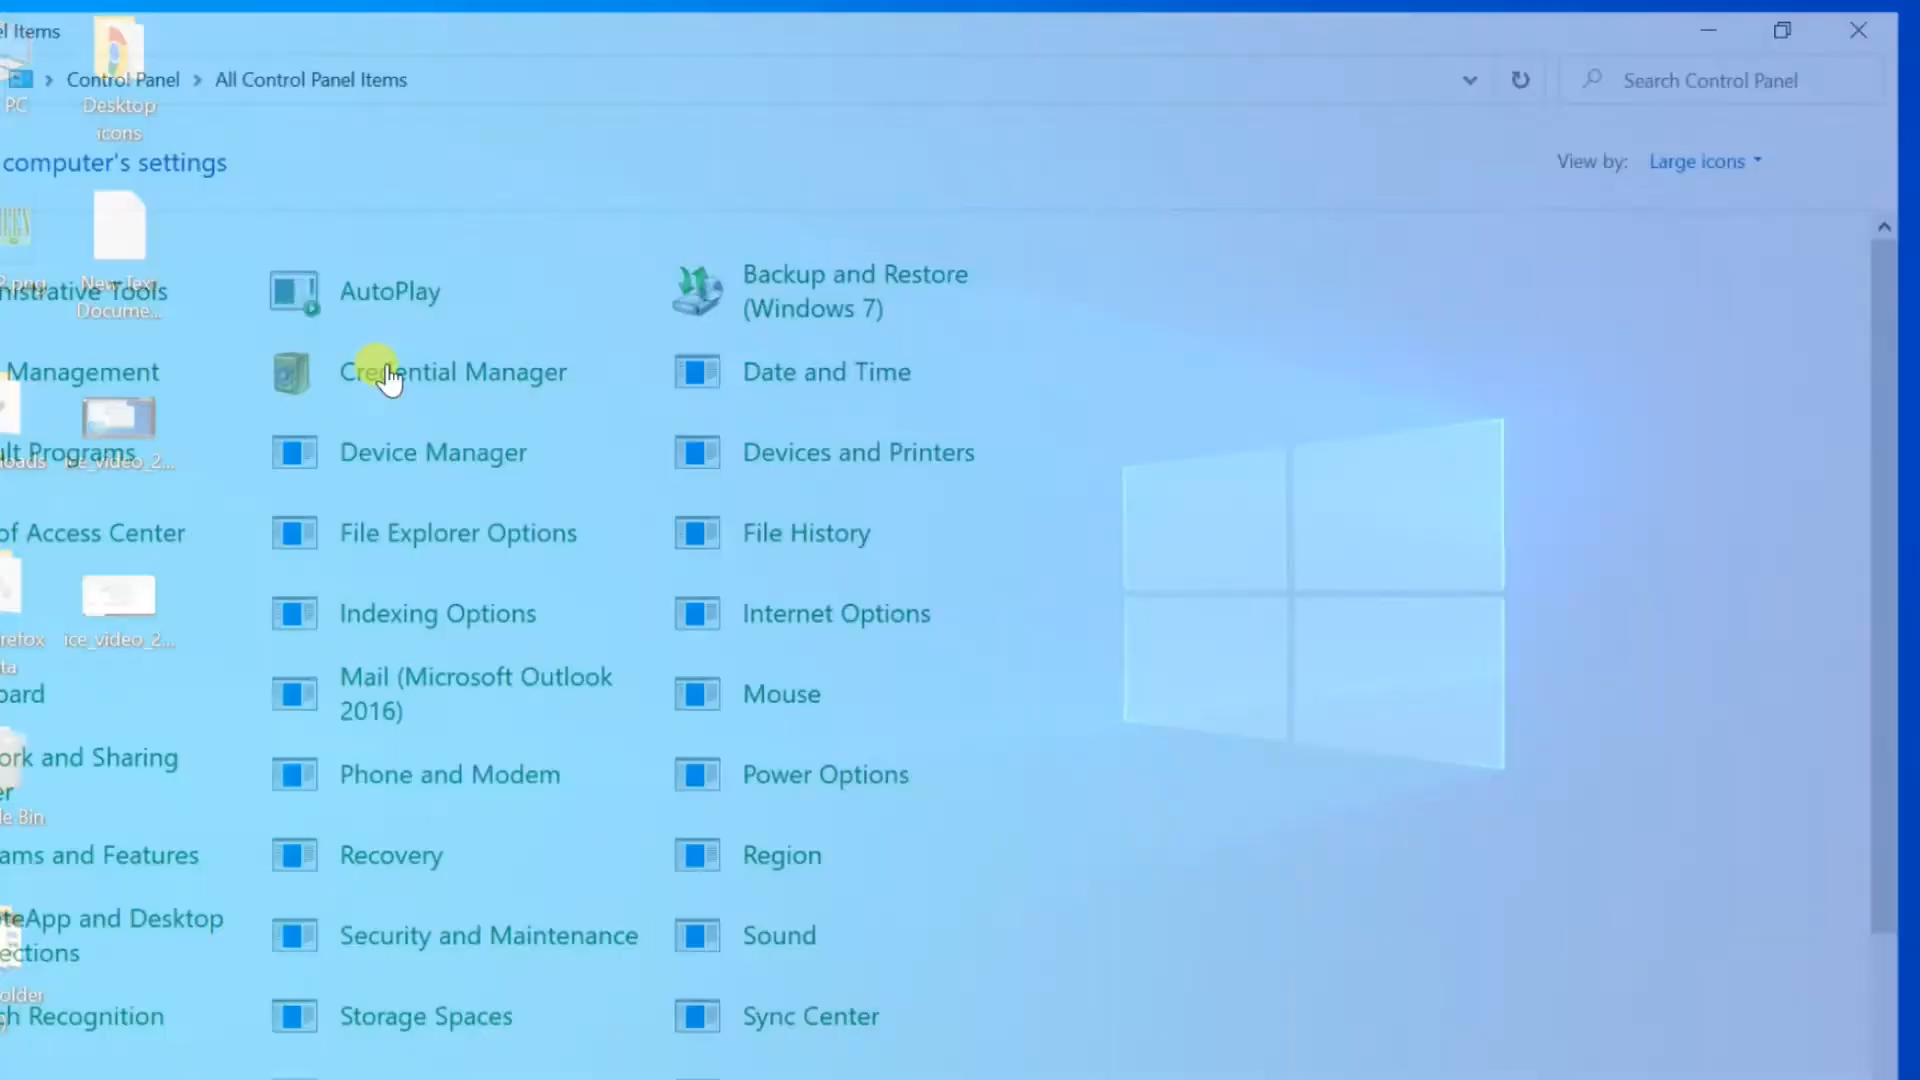 el Items
Control Panel
All Control Panel Items
Search Control Panel
PC
Desktop
icons
computer's settings
View by:
Large icons
New Text
Docume...
nistrative Tools
AutoPlay
Backup and Restore
(Windows 7)
Management
Credential Manager
Date and Time
lt Programs
oads
ice_video_2...
Device Manager
Devices and Printers
of Access Center
File Explorer Options
File History
Indexing Options
Internet Options
refox
ta
ice_video_2...
oard
Mail (Microsoft Outlook
2016)
Mouse
ork and Sharing
er
le Bin
Phone and Modem
Power Options
ams and Features
Recovery
Region
teApp and Desktop
ections
Security and Maintenance
Sound
older
ch Recognition
Storage Spaces
Sync Center